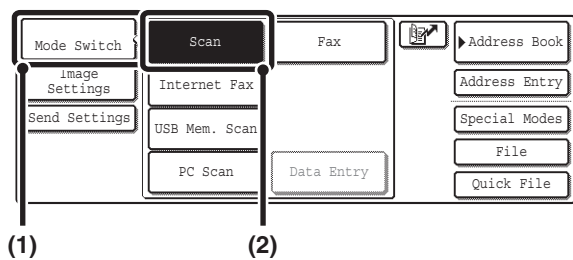 Mode Switch
Scan
Fax
Address Book
Image
Settings
Internet Fax
Address Entry
Send Settings
USB Mem. Scan
Special Modes
File
PC Scan
Data Entry
Quick File
(1)
(2)